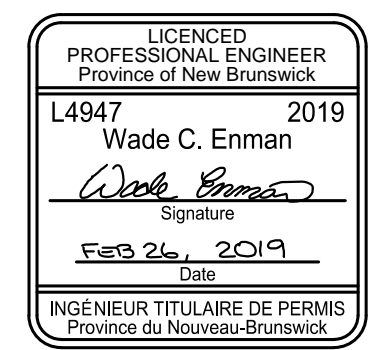 LICENCED
PROFESSIONAL ENGINEER
Province of New Brunswick
L4947 2019
Wade C. Enman
Wade Enman
Signature
FEB 26, 2019
Date
INGÉNIEUR TITULAIRE DE PERMIS
Province du Nouveau-Brunswick